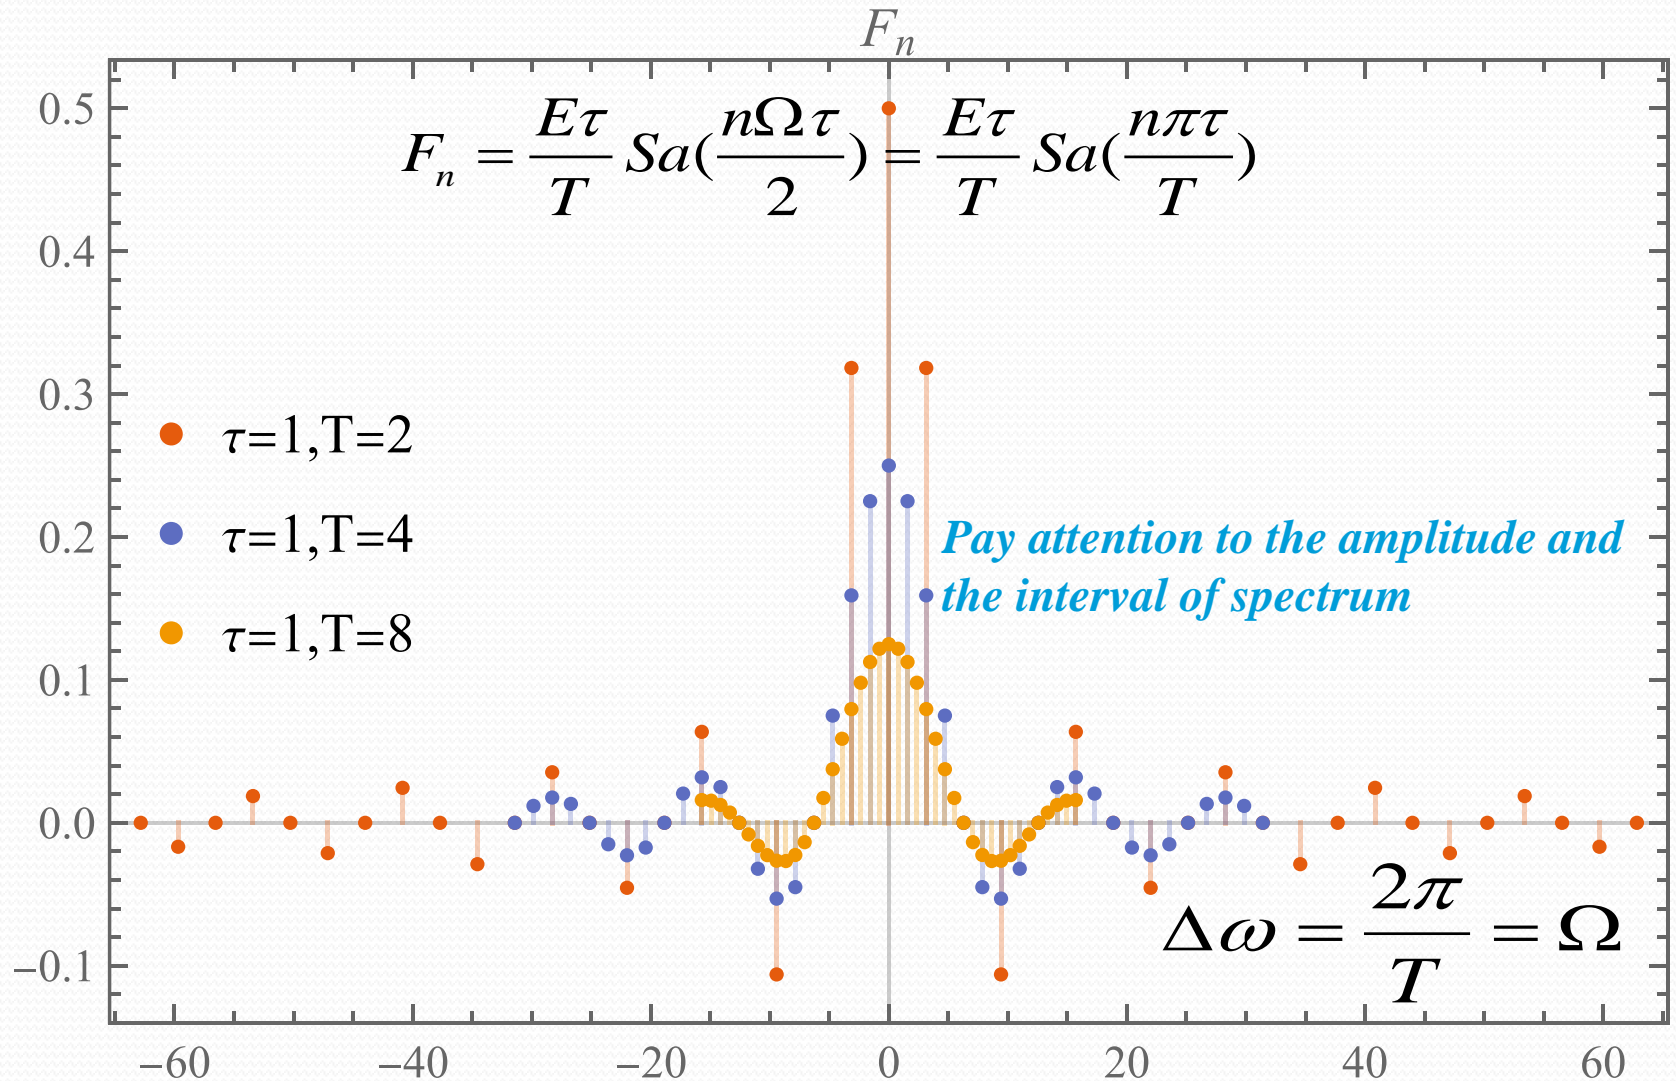 Fₙ
Fₙ = Eτ/T Sa(nΩτ/2) = Eτ/T Sa(nπτ/T)
0.5
0.4
0.3
0.2
0.1
0.0
−0.1
τ=1,T=2
τ=1,T=4
τ=1,T=8
Pay attention to the amplitude and
the interval of spectrum
Δω = 2π/T = Ω
−60 −40 −20 0 20 40 60